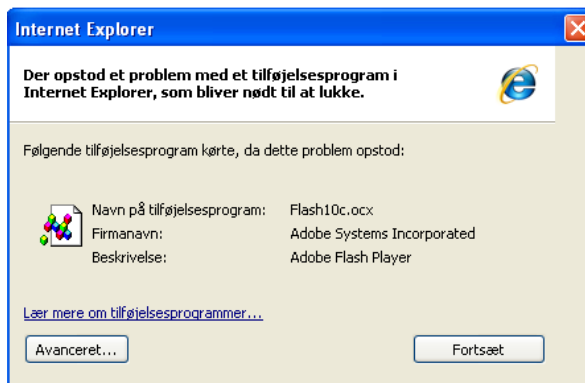 Internet Explorer
Der opstod et problem med et tilføjelsesprogram i
Internet Explorer, som bliver nødt til at lukke.
Følgende tilføjelsesprogram kørte, da dette problem opstod:
Navn på tilføjelsesprogram: Flash10c.ocx
Firmanavn: Adobe Systems Incorporated
Beskrivelse: Adobe Flash Player
Lær mere om tilføjelsesprogrammer...
Avanceret... Fortsæt